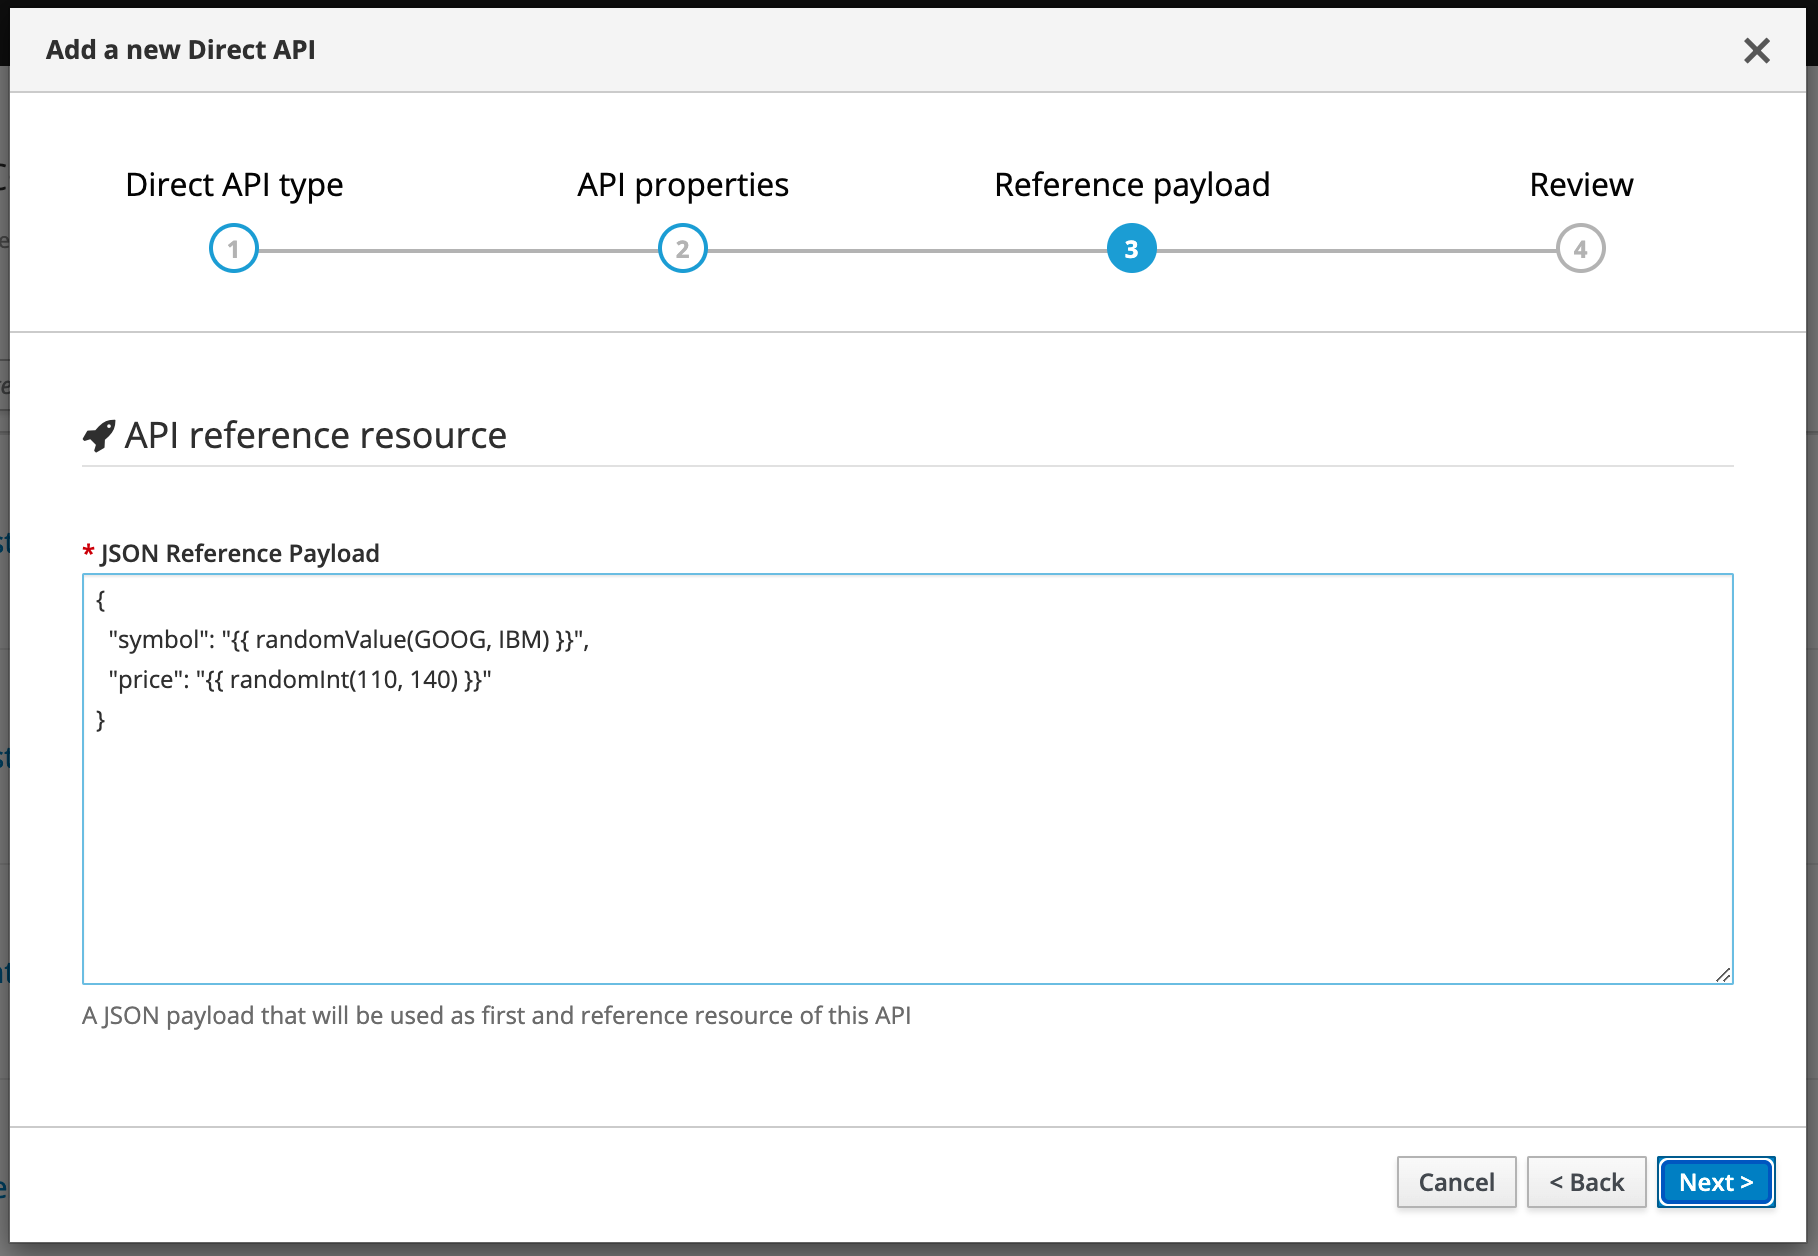 Add a new Direct API
Direct API type
API properties
Reference payload
Review
1
2
3
4
API reference resource
* JSON Reference Payload
{
  "symbol": "{{ randomValue(GOOG, IBM) }}",
  "price": "{{ randomInt(110, 140) }}"
}
A JSON payload that will be used as first and reference resource of this API
Cancel
< Back
Next >